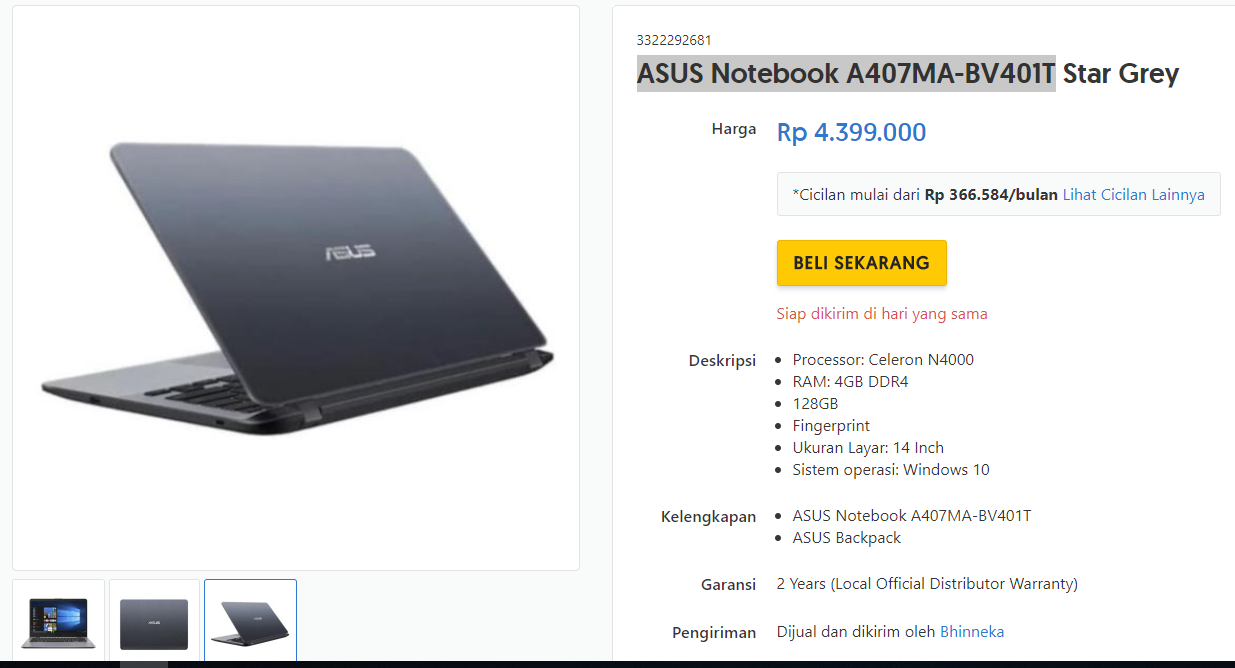 ASUS
3322292681
ASUS Notebook A407MA-BV401T Star Grey
Harga Rp 4.399.000
*Cicilan mulai dari Rp 366.584/bulan Lihat Cicilan Lainnya
BELI SEKARANG
Siap dikirim di hari yang sama
Deskripsi • Processor: Celeron N4000
• RAM: 4GB DDR4
• 128GB
• Fingerprint
• Ukuran Layar: 14 Inch
• Sistem operasi: Windows 10
Kelengkapan • ASUS Notebook A407MA-BV401T
• ASUS Backpack
Garansi 2 Years (Local Official Distributor Warranty)
Pengiriman Dijual dan dikirim oleh Bhinneka